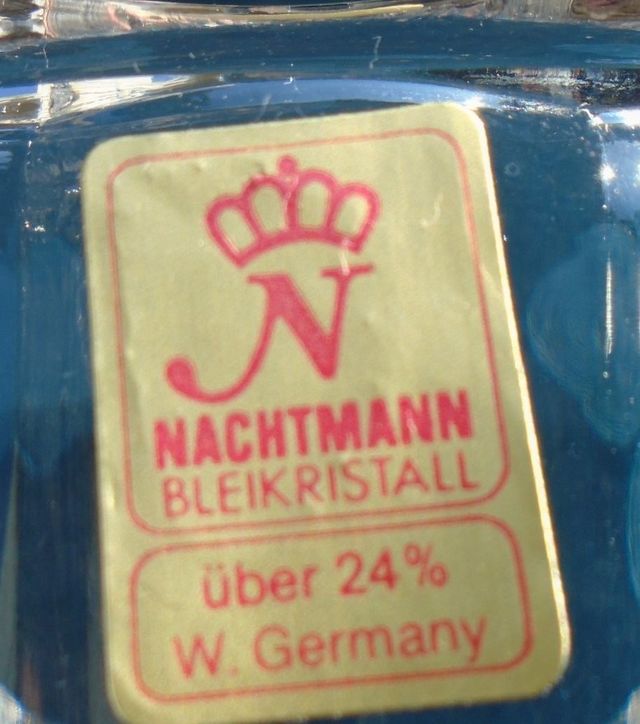 N
NACHTMANN
BLEIKRISTALL
über 24%
W. Germany